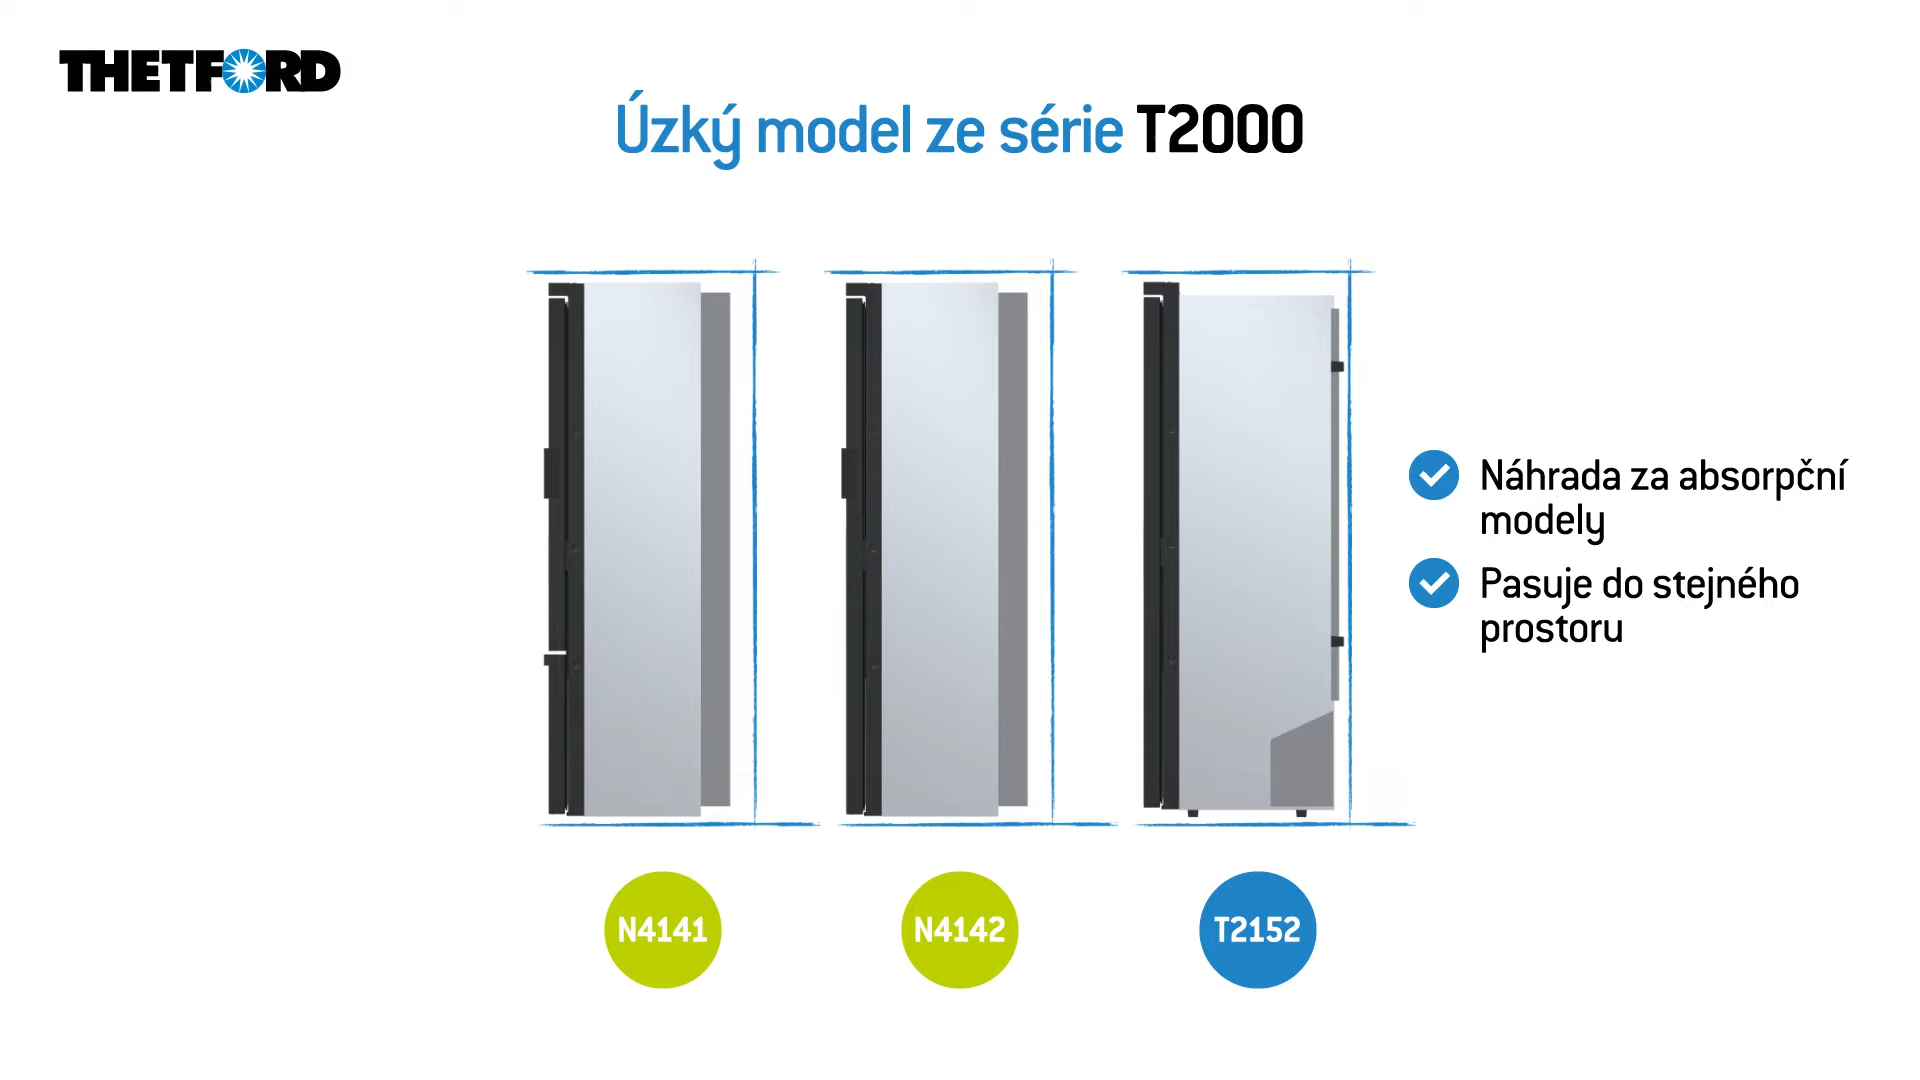 THETFORD
Úzký model ze série T2000
Náhrada za absorpční
modely
Pasuje do stejného
prostoru
N4141
N4142
T2152